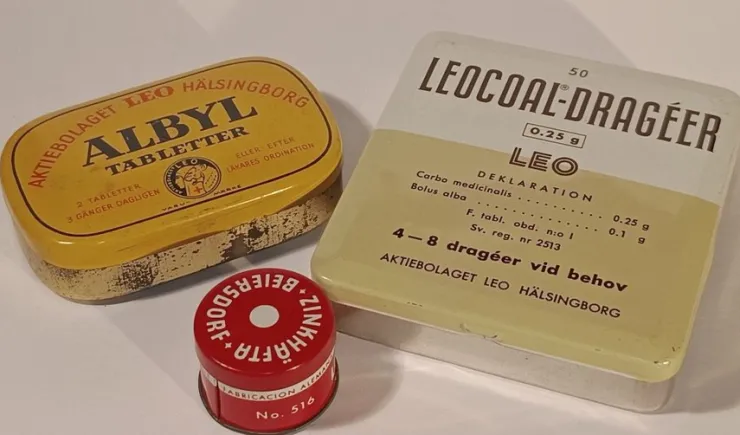 AKTIEBOLAGET LEO HÄLSINGBORG
ALBYL
TABLETTER
2 TABLETTER
3 GÅNGER DAGLIGEN
LEO
ELLER EFTER
LÄKARES ORDINATION
50
LEOCOAL®-DRAGÉER
0.25 g
LEO
DEKLARATION
Carbo medicinalis . . . . . . . . . . . 0.25 g
Bolus alba . . . . . . . . . . . . . . . 0.1 g
F. tabl. obd. n:o I
Sv. reg. nr 2513
4—8 dragéer vid behov
AKTIEBOLAGET LEO HÄLSINGBORG
ZINKHÄFTA + BEIERSDORF +
FABRICACION ALEMA
No. 516